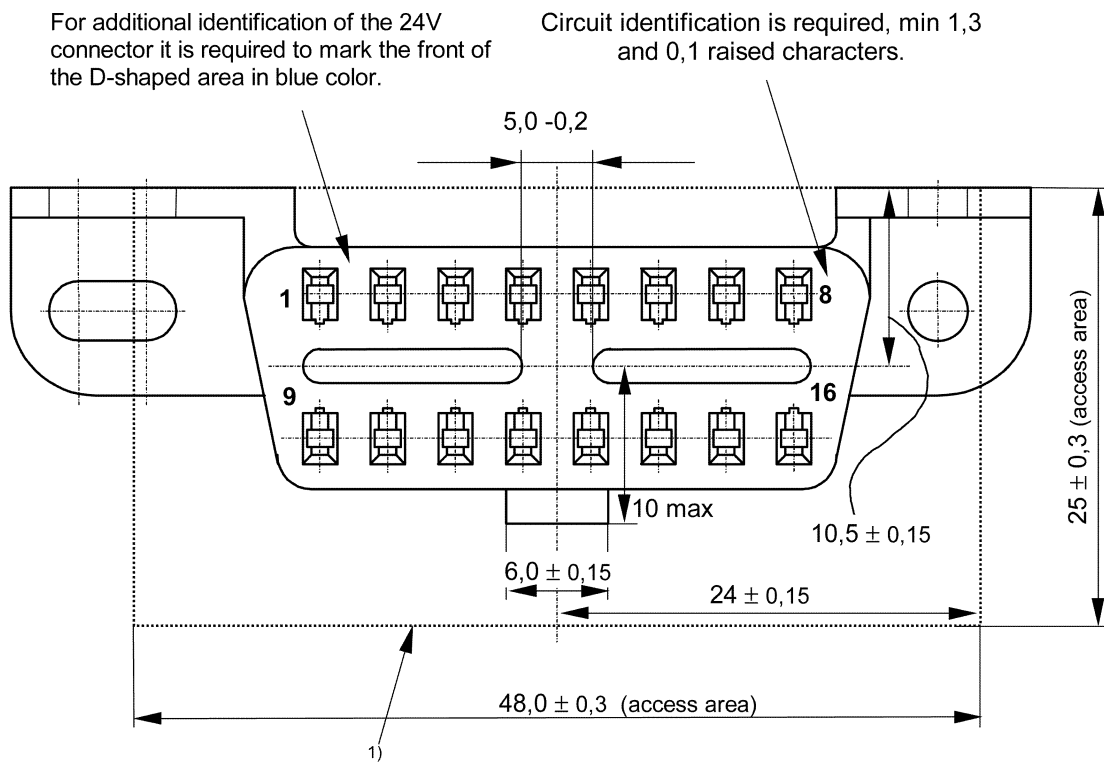 For additional identification of the 24V
connector it is required to mark the front of
the D-shaped area in blue color.
Circuit identification is required, min 1,3
and 0,1 raised characters.
5,0 -0,2
1
8
9
16
10 max
10,5 ± 0,15
25 ± 0,3 (access area)
6,0 ± 0,15
24 ± 0,15
48,0 ± 0,3 (access area)
1)